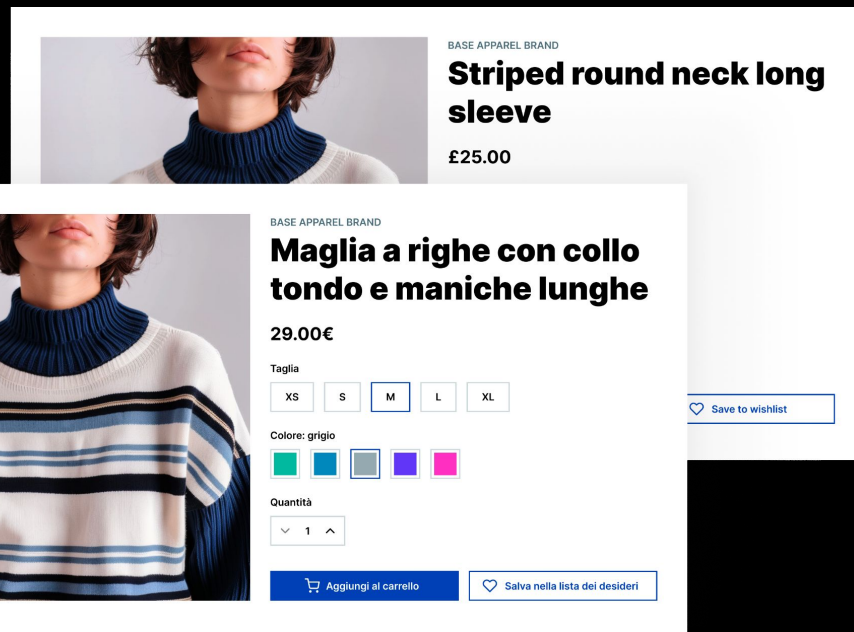 BASE APPAREL BRAND
Striped round neck long
sleeve
£25.00
Save to wishlist
BASE APPAREL BRAND
Maglia a righe con collo
tondo e maniche lunghe
29.00€
Taglia
XS S M L XL
Colore: grigio
Quantità
1
Aggiungi al carrello
Salva nella lista dei desideri